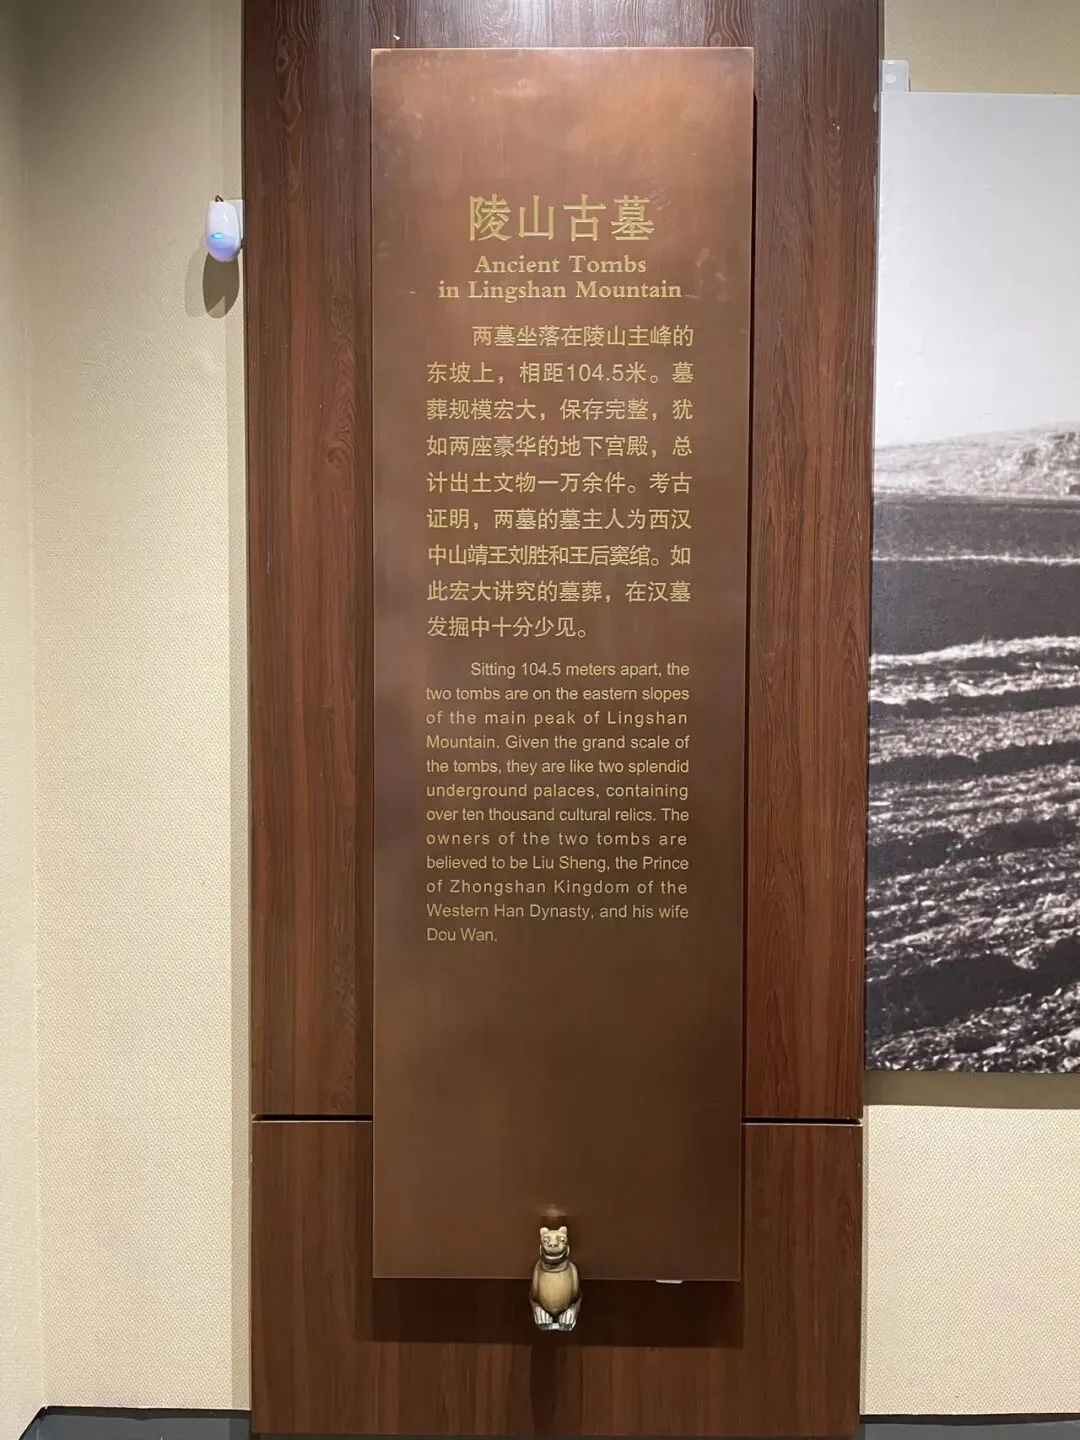 陵山古墓
Ancient Tombs
in Lingshan Mountain
两墓坐落在陵山主峰的
东坡上，相距104.5米。墓
葬规模宏大，保存完整，犹
如两座豪华的地下宫殿，总
计出土文物一万余件。考古
证明，两墓的墓主人为西汉
中山靖王刘胜和王后窦绾。如
此宏大讲究的墓葬，在汉墓
发掘中十分少见。
Sitting 104.5 meters apart, the
two tombs are on the eastern slopes
of the main peak of Lingshan
Mountain. Given the grand scale of
the tombs, they are like two splendid
underground palaces, containing
over ten thousand cultural relics. The
owners of the two tombs are
believed to be Liu Sheng, the Prince
of Zhongshan Kingdom of the
Western Han Dynasty, and his wife
Dou Wan.